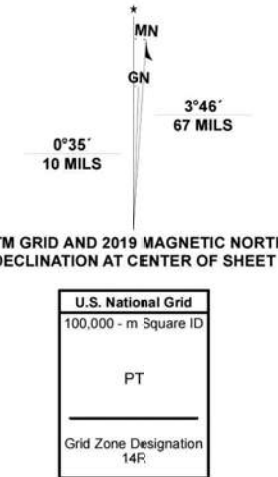 MN
GN
3°46´
67 MILS
0°35´
10 MILS
TM GRID AND 2019 MAGNETIC NORTH
DECLINATION AT CENTER OF SHEET
U.S. National Grid
100,000 - m Square ID
PT
Grid Zone Designation
14R